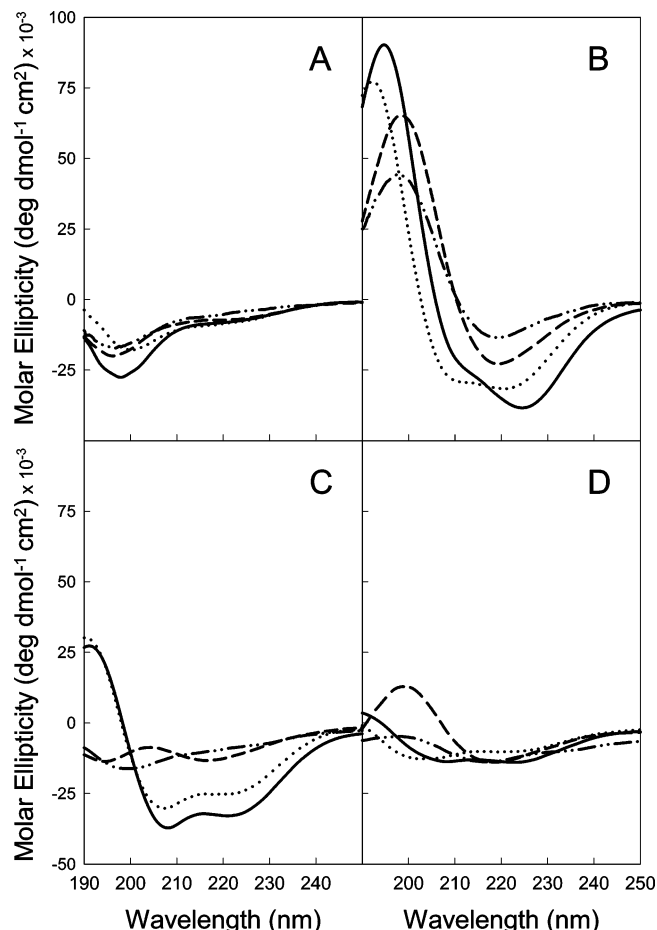 Molar Ellipticity (deg dmol⁻¹ cm²) x 10⁻³
100
75
50
25
0
-25
A
B
Molar Ellipticity (deg dmol⁻¹ cm²) x 10⁻³
75
50
25
0
-25
-50
C
D
190 200 210 220 230 240
200 210 220 230 240 250
Wavelength (nm)
Wavelength (nm)